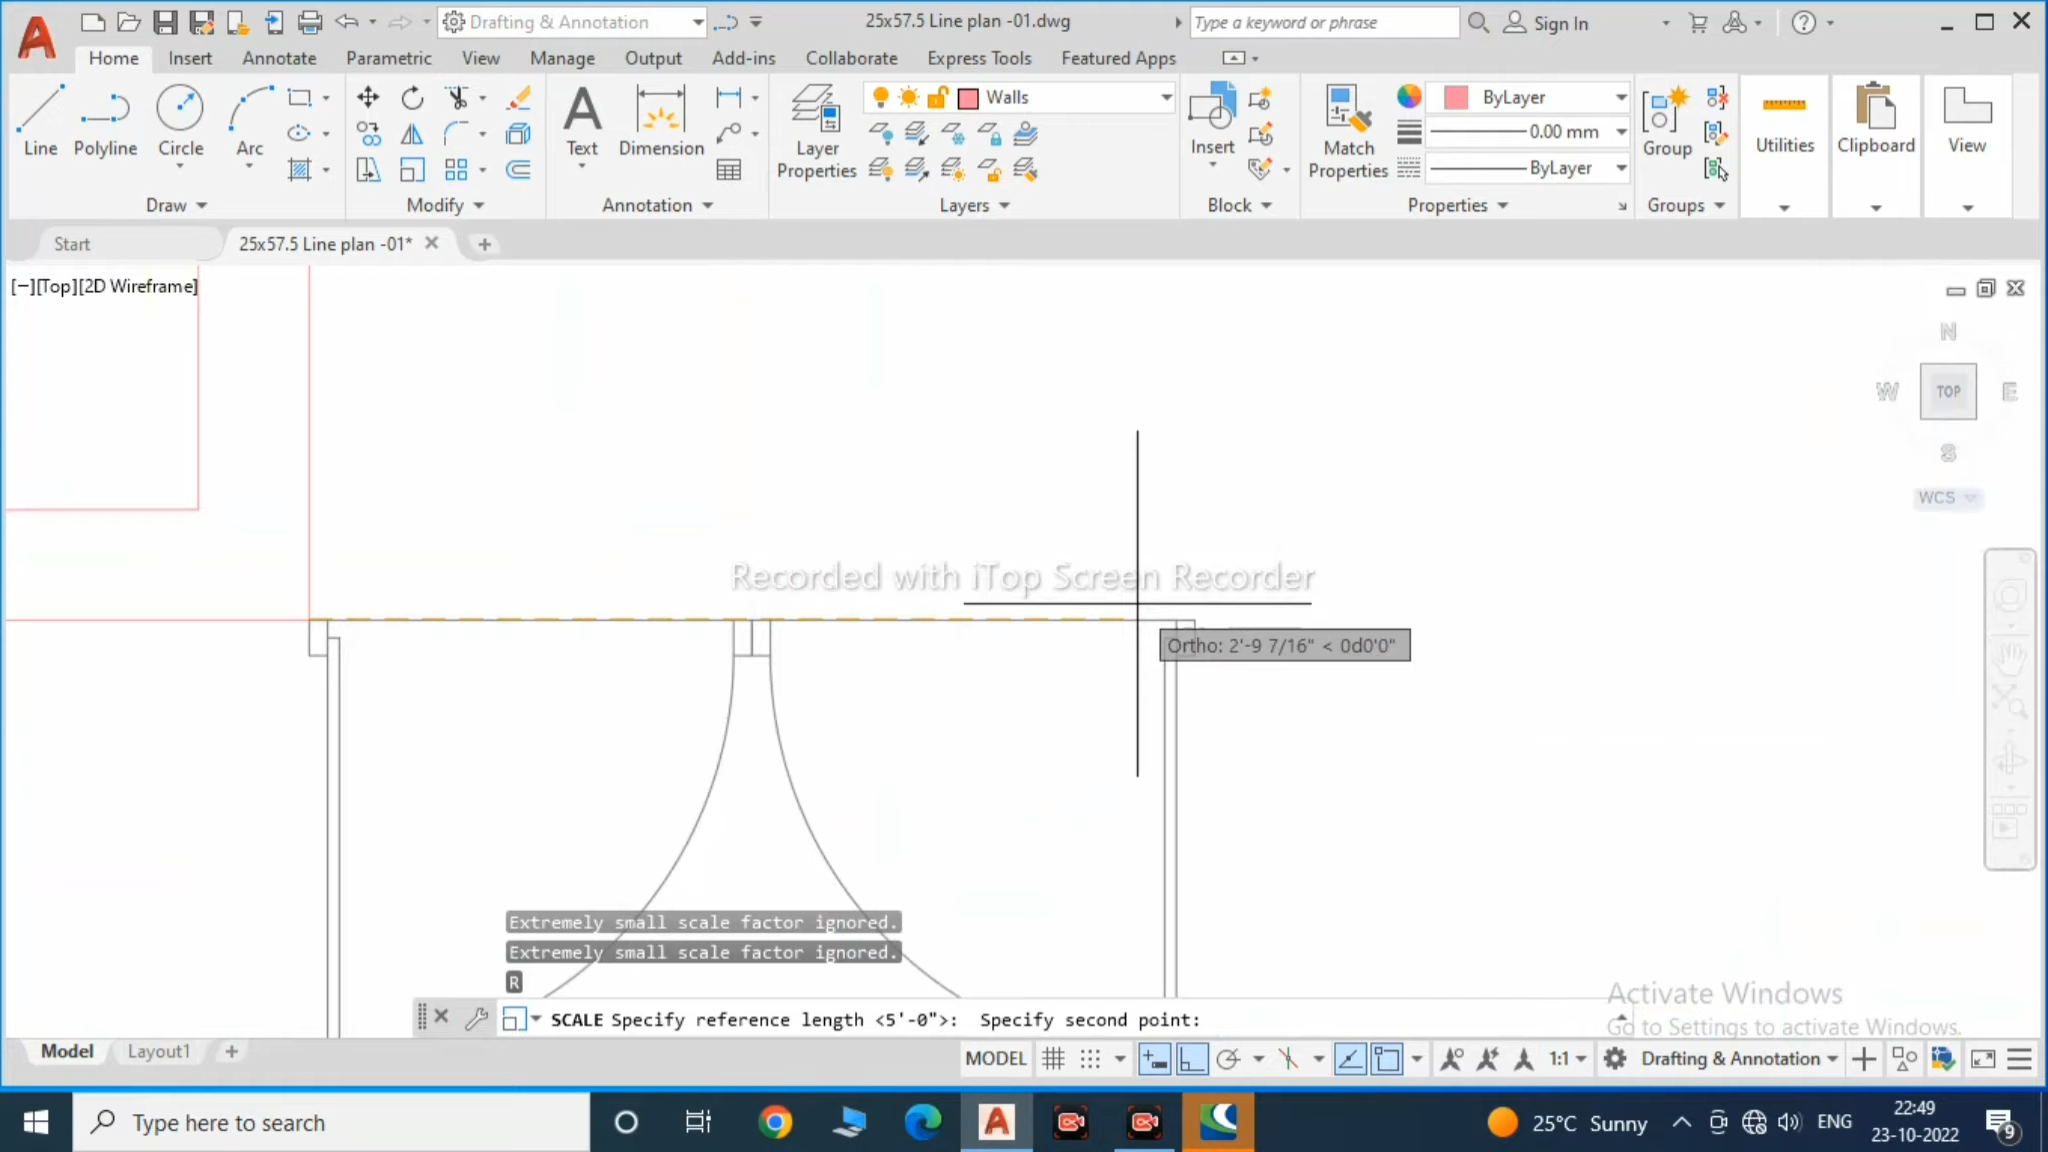 Drafting & Annotation
25x57.5 Line plan -01.dwg
Type a keyword or phrase
Sign In
Home
Insert
Annotate
Parametric
View
Manage
Output
Add-ins
Collaborate
Express Tools
Featured Apps
Line
Polyline
Circle
Arc
Text
Dimension
Layer
Properties
Walls
Insert
Match
Properties
ByLayer
0.00 mm
ByLayer
Group
Utilities
Clipboard
View
Draw
Modify
Annotation
Layers
Block
Properties
Groups
Start
25x57.5 Line plan -01*
[−][Top][2D Wireframe]
N
W
TOP
E
S
WCS
Recorded with iTop Screen Recorder
Ortho: 2'-9 7/16" < 0d0'0"
Extremely small scale factor ignored.
Extremely small scale factor ignored.
R
SCALE Specify reference length <5'-0">:  Specify second point:
Activate Windows
Go to Settings to activate Windows.
Model
Layout1
MODEL
1:1
Drafting & Annotation
Type here to search
25°C Sunny
ENG
22:49
23-10-2022
9